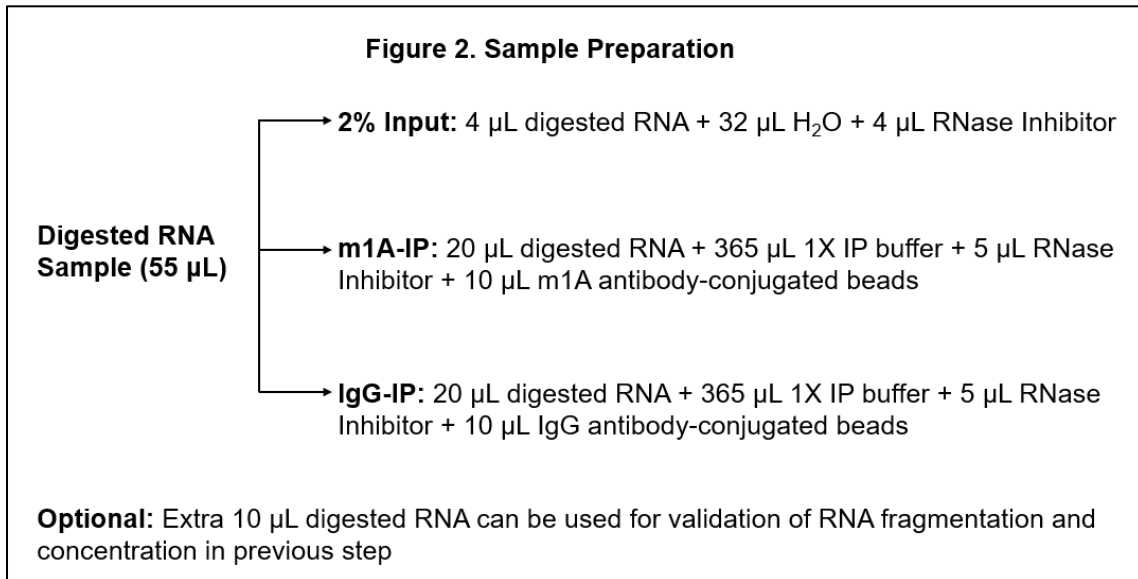 Figure 2. Sample Preparation
2% Input: 4 µL digested RNA + 32 µL H₂O + 4 µL RNase Inhibitor
Digested RNA
Sample (55 µL)
m1A-IP: 20 µL digested RNA + 365 µL 1X IP buffer + 5 µL RNase
Inhibitor + 10 µL m1A antibody-conjugated beads
IgG-IP: 20 µL digested RNA + 365 µL 1X IP buffer + 5 µL RNase
Inhibitor + 10 µL IgG antibody-conjugated beads
Optional: Extra 10 µL digested RNA can be used for validation of RNA fragmentation and
concentration in previous step